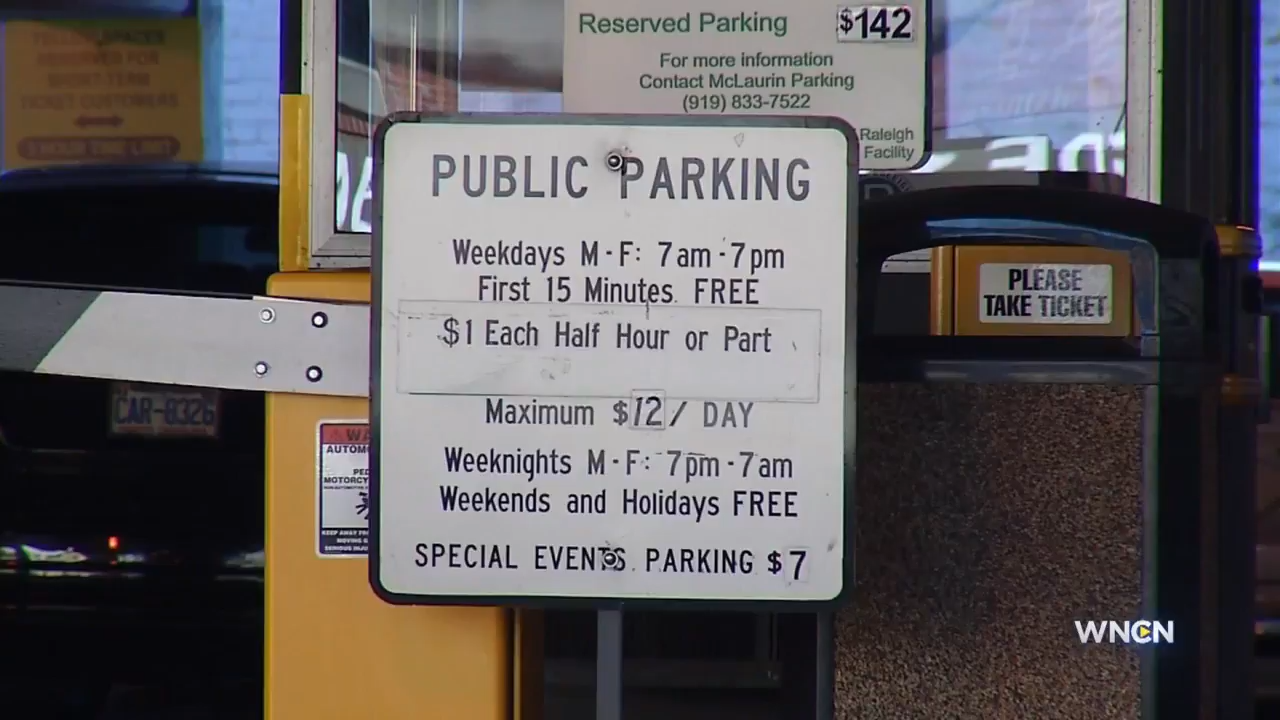 Reserved Parking $142
For more information
Contact McLaurin Parking
(919) 833-7522
Raleigh
Facility
PUBLIC PARKING
Weekdays M-F: 7am-7pm
First 15 Minutes FREE
$1 Each Half Hour or Part
Maximum $12/ DAY
Weeknights M-F: 7pm-7am
Weekends and Holidays FREE
SPECIAL EVENTS PARKING $7
PLEASE
TAKE TICKET
CAR-8326
WNCN